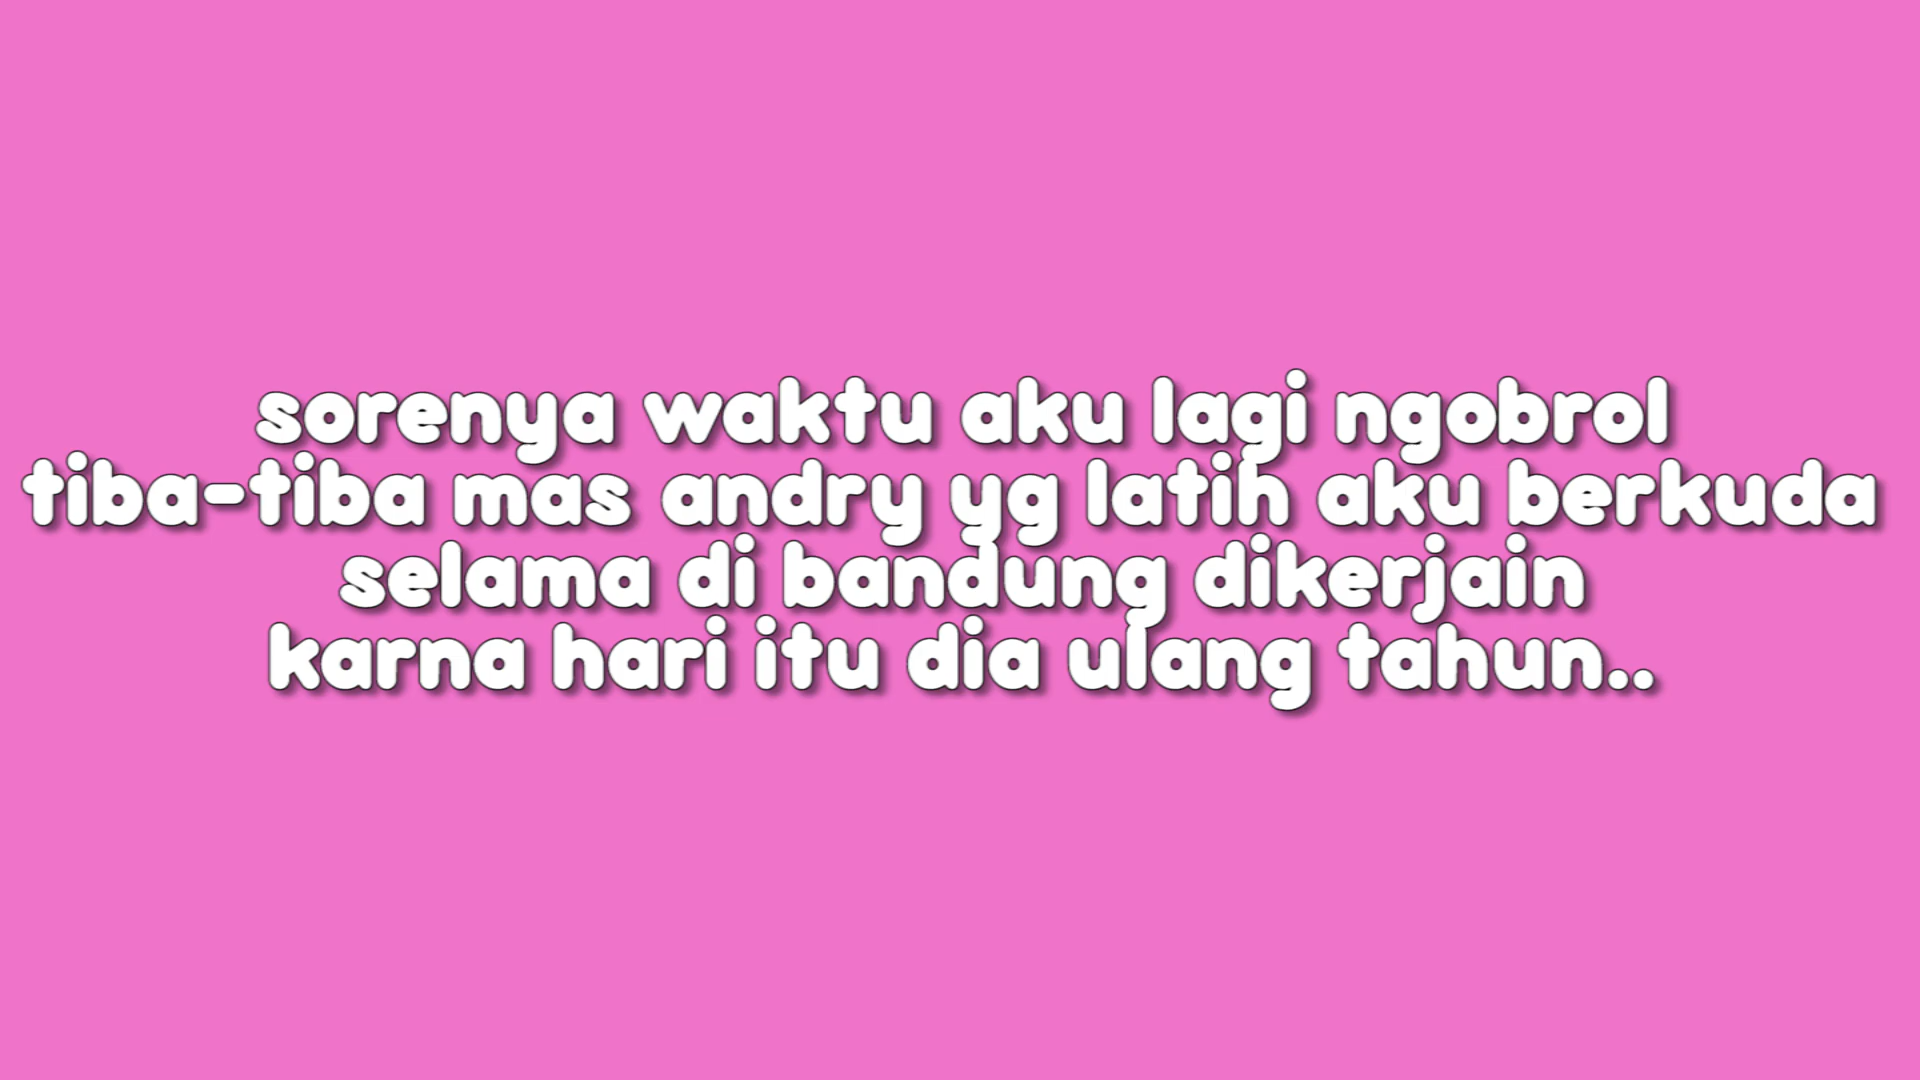 sorenya waktu aku lagi ngobrol
tiba-tiba mas andry yg latih aku berkuda
selama di bandung dikerjain
karna hari itu dia ulang tahun..